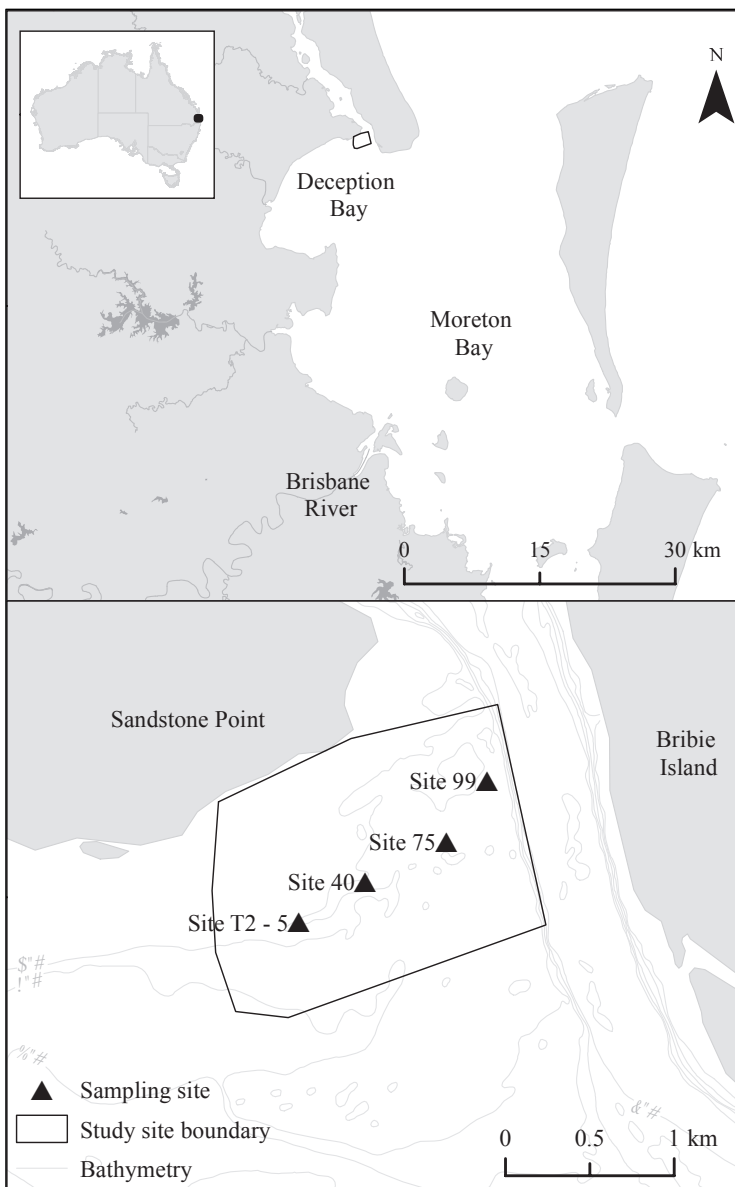 N
Deception
Bay
Moreton
Bay
Brisbane
River
0 15 30 km
Sandstone Point
Bribie
Island
Site 99
Site 75
Site 40
Site T2 - 5
$"#
!"#
%"#
&"#
Sampling site
Study site boundary
Bathymetry
0 0.5 1 km